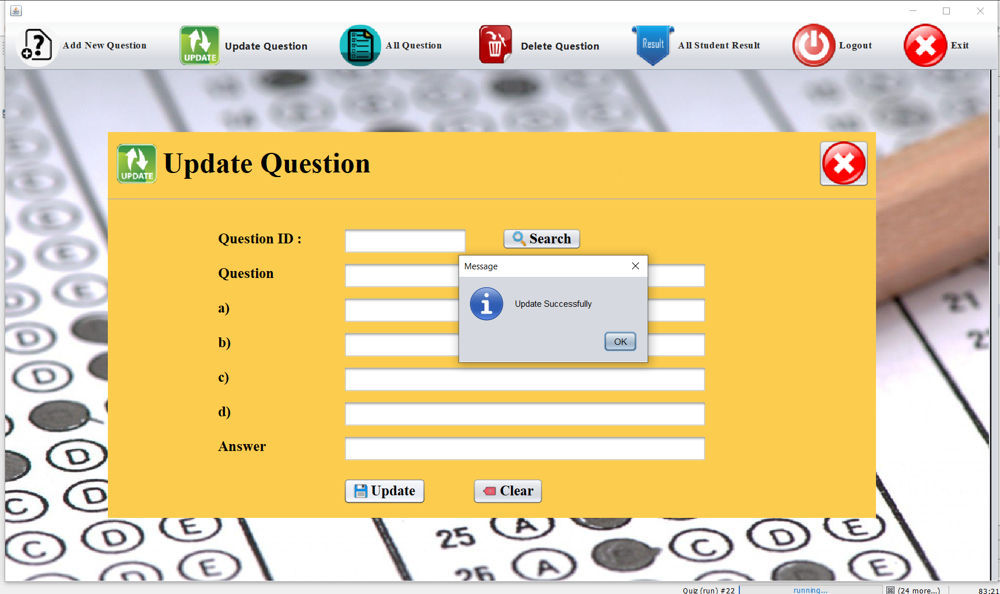 Add New Question
UPDATE
Update Question
All Question
Delete Question
Result
All Student Result
Logout
Exit
UPDATE
Update Question
Question ID :
Search
Question
a)
b)
c)
d)
Answer
Message
Update Successfully
OK
Update
Clear
D
E
D
D
21
D
C
D
C
D
E
D
E
25
A
C
D
E
26
A
E
Quiz (run) #22
running...
(24 more...)
83:21